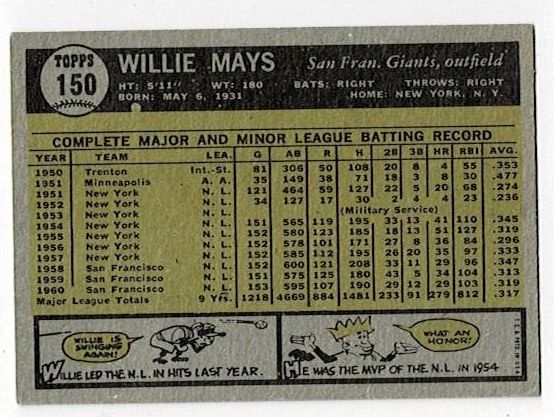 TOPPS
150
WILLIE MAYS
San Fran. Giants, outfield
HT: 5'11" WT: 180 BATS: RIGHT THROWS: RIGHT
BORN: MAY 6, 1931 HOME: NEW YORK, N. Y.
COMPLETE MAJOR AND MINOR LEAGUE BATTING RECORD
YEAR TEAM LEA. G AB R H 2B 3B HR RBI AVG.
1950 Trenton Int.-St. 81 306 50 108 20 8 4 55 .353
1951 Minneapolis A. A. 35 149 38 71 18 3 8 30 .477
1951 New York N. L. 121 464 59 127 22 5 20 68 .274
1952 New York N. L. 34 127 17 30 2 4 4 23 .236
1953 New York N. L. (Military Service)
1954 New York N. L. 151 565 119 195 33 13 41 110 .345
1955 New York N. L. 152 580 123 185 18 13 51 127 .319
1956 New York N. L. 152 578 101 171 27 8 36 84 .296
1957 New York N. L. 152 585 112 195 26 20 35 97 .333
1958 San Francisco N. L. 152 600 121 208 33 11 29 96 .347
1959 San Francisco N. L. 151 575 125 180 43 5 34 104 .313
1960 San Francisco N. L. 153 595 107 190 29 12 29 103 .319
Major League Totals 9 Yrs. 1218 4669 884 1481 233 91 279 812 .317
WILLIE IS
SWINGING
AGAIN!
WILLIE LED THE N.L. IN HITS LAST YEAR.
WHAT AN
HONOR!
HE WAS THE MVP OF THE N.L. IN 1954.